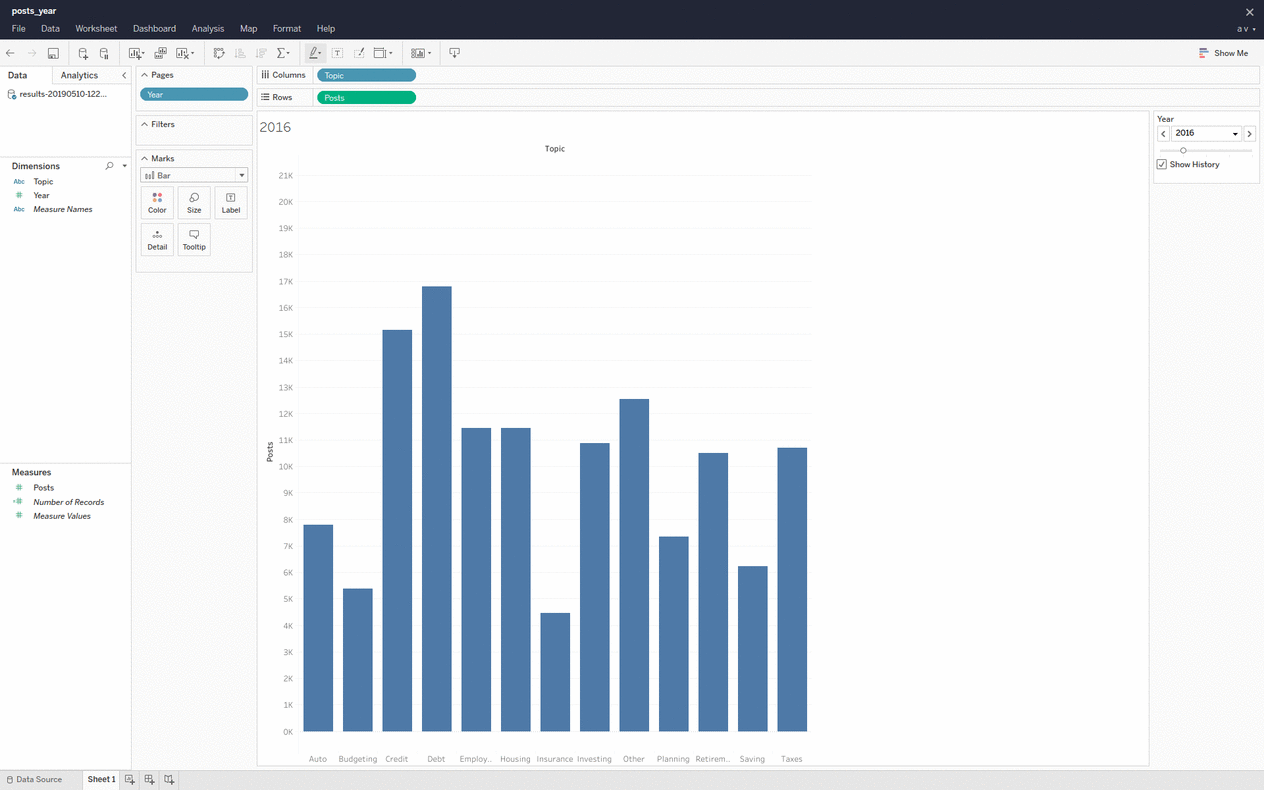 posts_year
File Data Worksheet Dashboard Analysis Map Format Help
a v
Show Me
Data Analytics
results-20190510-122...
Dimensions
Abc Topic
# Year
Abc Measure Names
Measures
# Posts
=# Number of Records
# Measure Values
Pages
Year
Filters
Marks
Bar
Color Size Label
Detail Tooltip
Columns Topic
Rows Posts
2016
Topic
Posts
21K
20K
19K
18K
17K
16K
15K
14K
13K
12K
11K
10K
9K
8K
7K
6K
5K
4K
3K
2K
1K
0K
Auto Budgeting Credit Debt Employ.. Housing Insurance Investing Other Planning Retirem.. Saving Taxes
Year
2016
Show History
Data Source Sheet 1